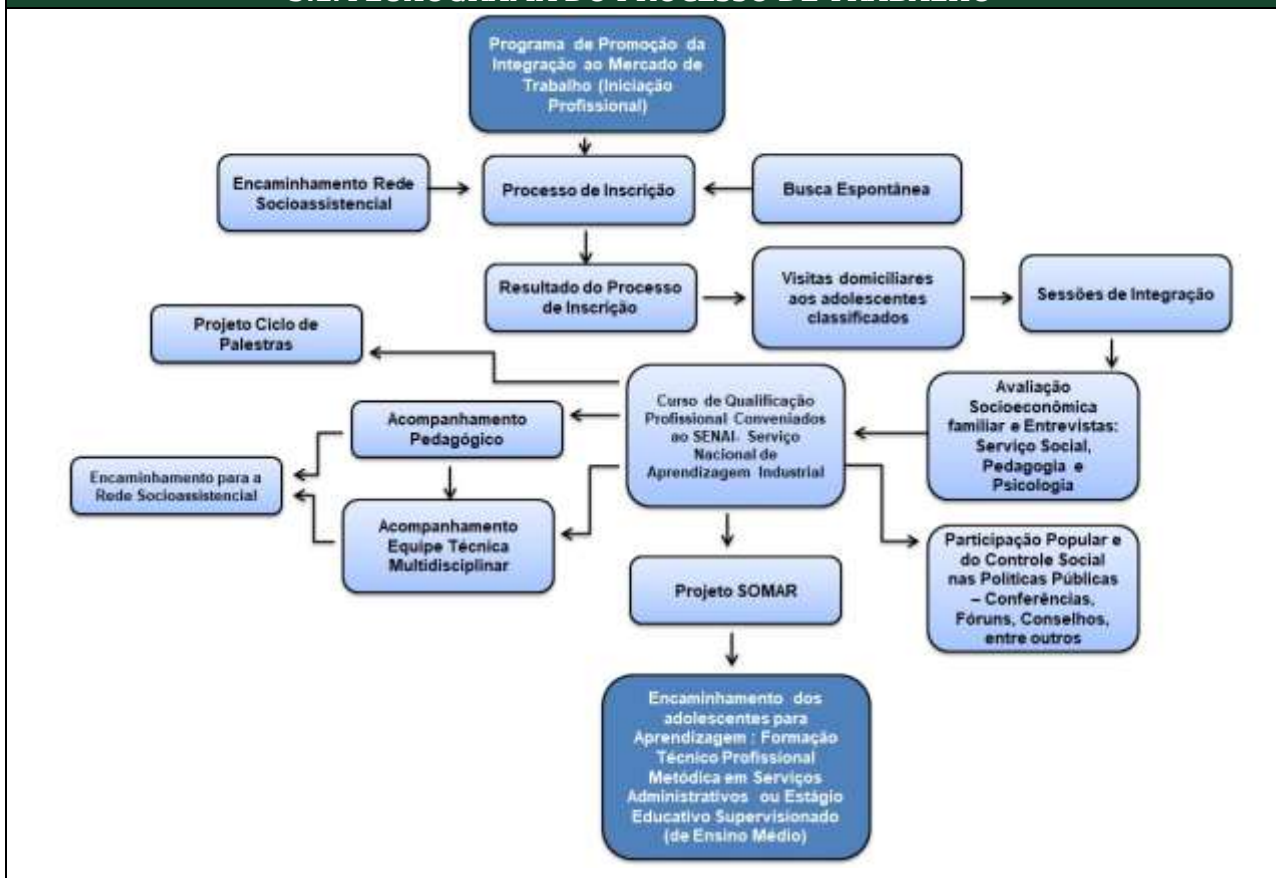 Programa de Promoção da
Integração ao Mercado de
Trabalho (Iniciação
Profissional)
Encaminhamento Rede
Socioassistencial
Processo de Inscrição
Busca Espontânea
Resultado do Processo
de Inscrição
Visitas domiciliares
aos adolescentes
classificados
Sessões de Integração
Projeto Ciclo de
Palestras
Curso de Qualificação
Profissional Conveniados
ao SENAI- Serviço
Nacional de
Aprendizagem Industrial
Avaliação
Socioeconômica
familiar e Entrevistas:
Serviço Social,
Pedagogia e
Psicologia
Acompanhamento
Pedagógico
Encaminhamento para a
Rede Socioassistencial
Acompanhamento
Equipe Técnica
Multidisciplinar
Participação Popular e
do Controle Social
nas Políticas Públicas
– Conferências,
Fóruns, Conselhos,
entre outros
Projeto SOMAR
Encaminhamento dos
adolescentes para
Aprendizagem : Formação
Técnico Profissional
Metódica em Serviços
Administrativos ou Estágio
Educativo Supervisionado
(de Ensino Médio)